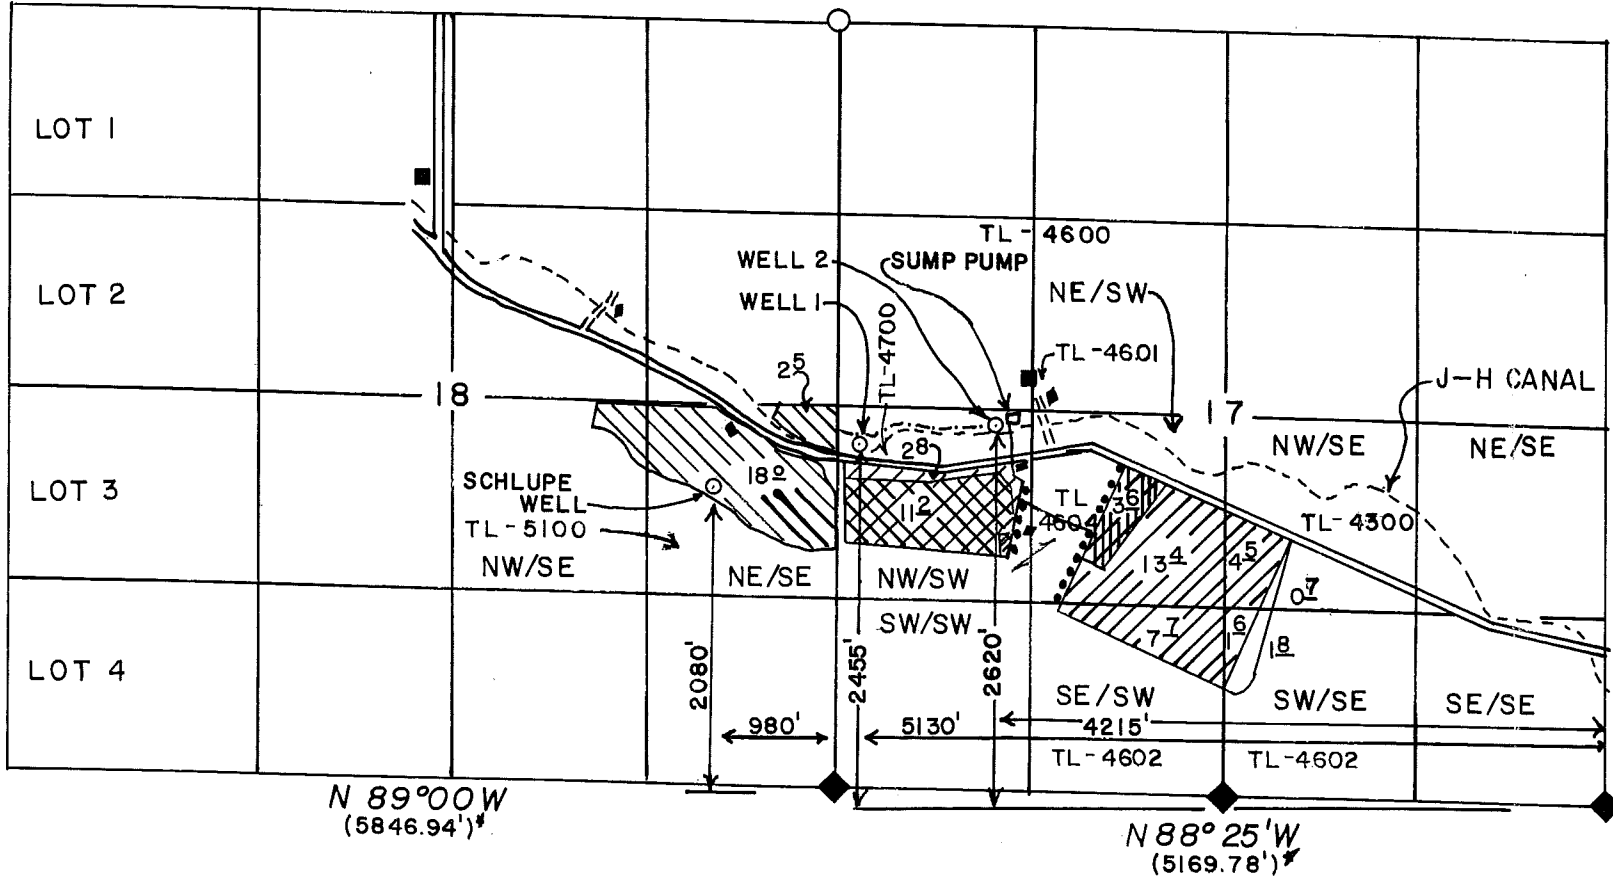 LOT 1
TL-4600
WELL 2
SUMP PUMP
LOT 2
WELL 1
NE/SW
TL-4700
TL-4601
2 5
J-H CANAL
18
17
NW/SE
NE/SE
2 8
LOT 3
SCHLUPE
WELL
18 0
11 2
TL
4604
3 6
TL-4300
TL-5100
NW/SE
NE/SE
NW/SW
13 4
4 5
0 7
SW/SW
7 7
1 6
1 8
LOT 4
2080'
2455'
2620'
SE/SW
SW/SE
SE/SE
980'
5130'
4215'
TL-4602
TL-4602
N 89°00 W
(5846.94')*
N 88° 25' W
(5169.78')*